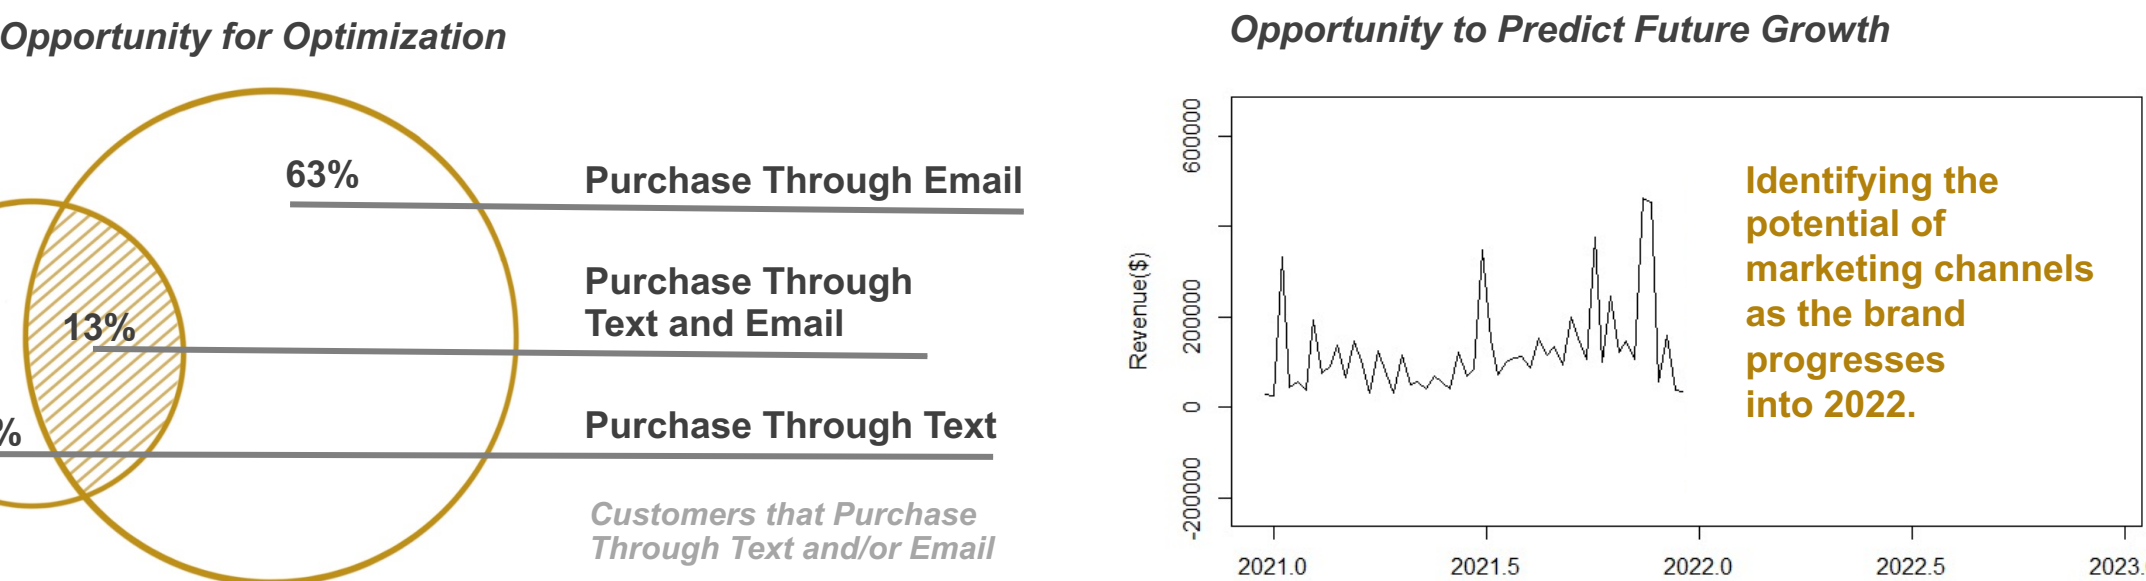 Opportunity for Optimization
63%
Purchase Through Email
Purchase Through
Text and Email
13%
%
Purchase Through Text
Customers that Purchase
Through Text and/or Email
Opportunity to Predict Future Growth
Revenue($)
600000
200000
0
-200000
2021.0
2021.5
2022.0
2022.5
2023.
Identifying the
potential of
marketing channels
as the brand
progresses
into 2022.